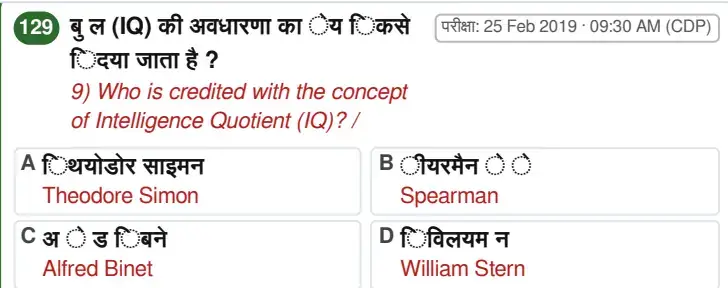 129 बु ल (IQ) की अवधारणा का ेय िकसे
परीक्षा: 25 Feb 2019 · 09:30 AM (CDP)
िदया जाता है ?
9) Who is credited with the concept
of Intelligence Quotient (IQ)? /
A िथयोडोर साइमन
Theodore Simon
B ीयरमैन े े
Spearman
C अ े ड िबने
Alfred Binet
D िविलयम न
William Stern